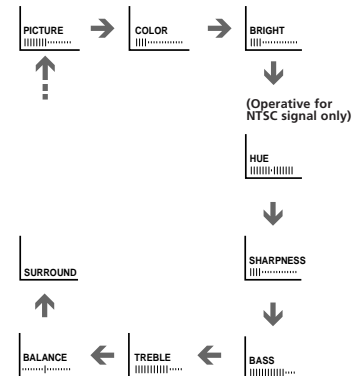 PICTURE
COLOR
BRIGHT
(Operative for
NTSC signal only)
HUE
SHARPNESS
SURROUND
BALANCE
TREBLE
BASS